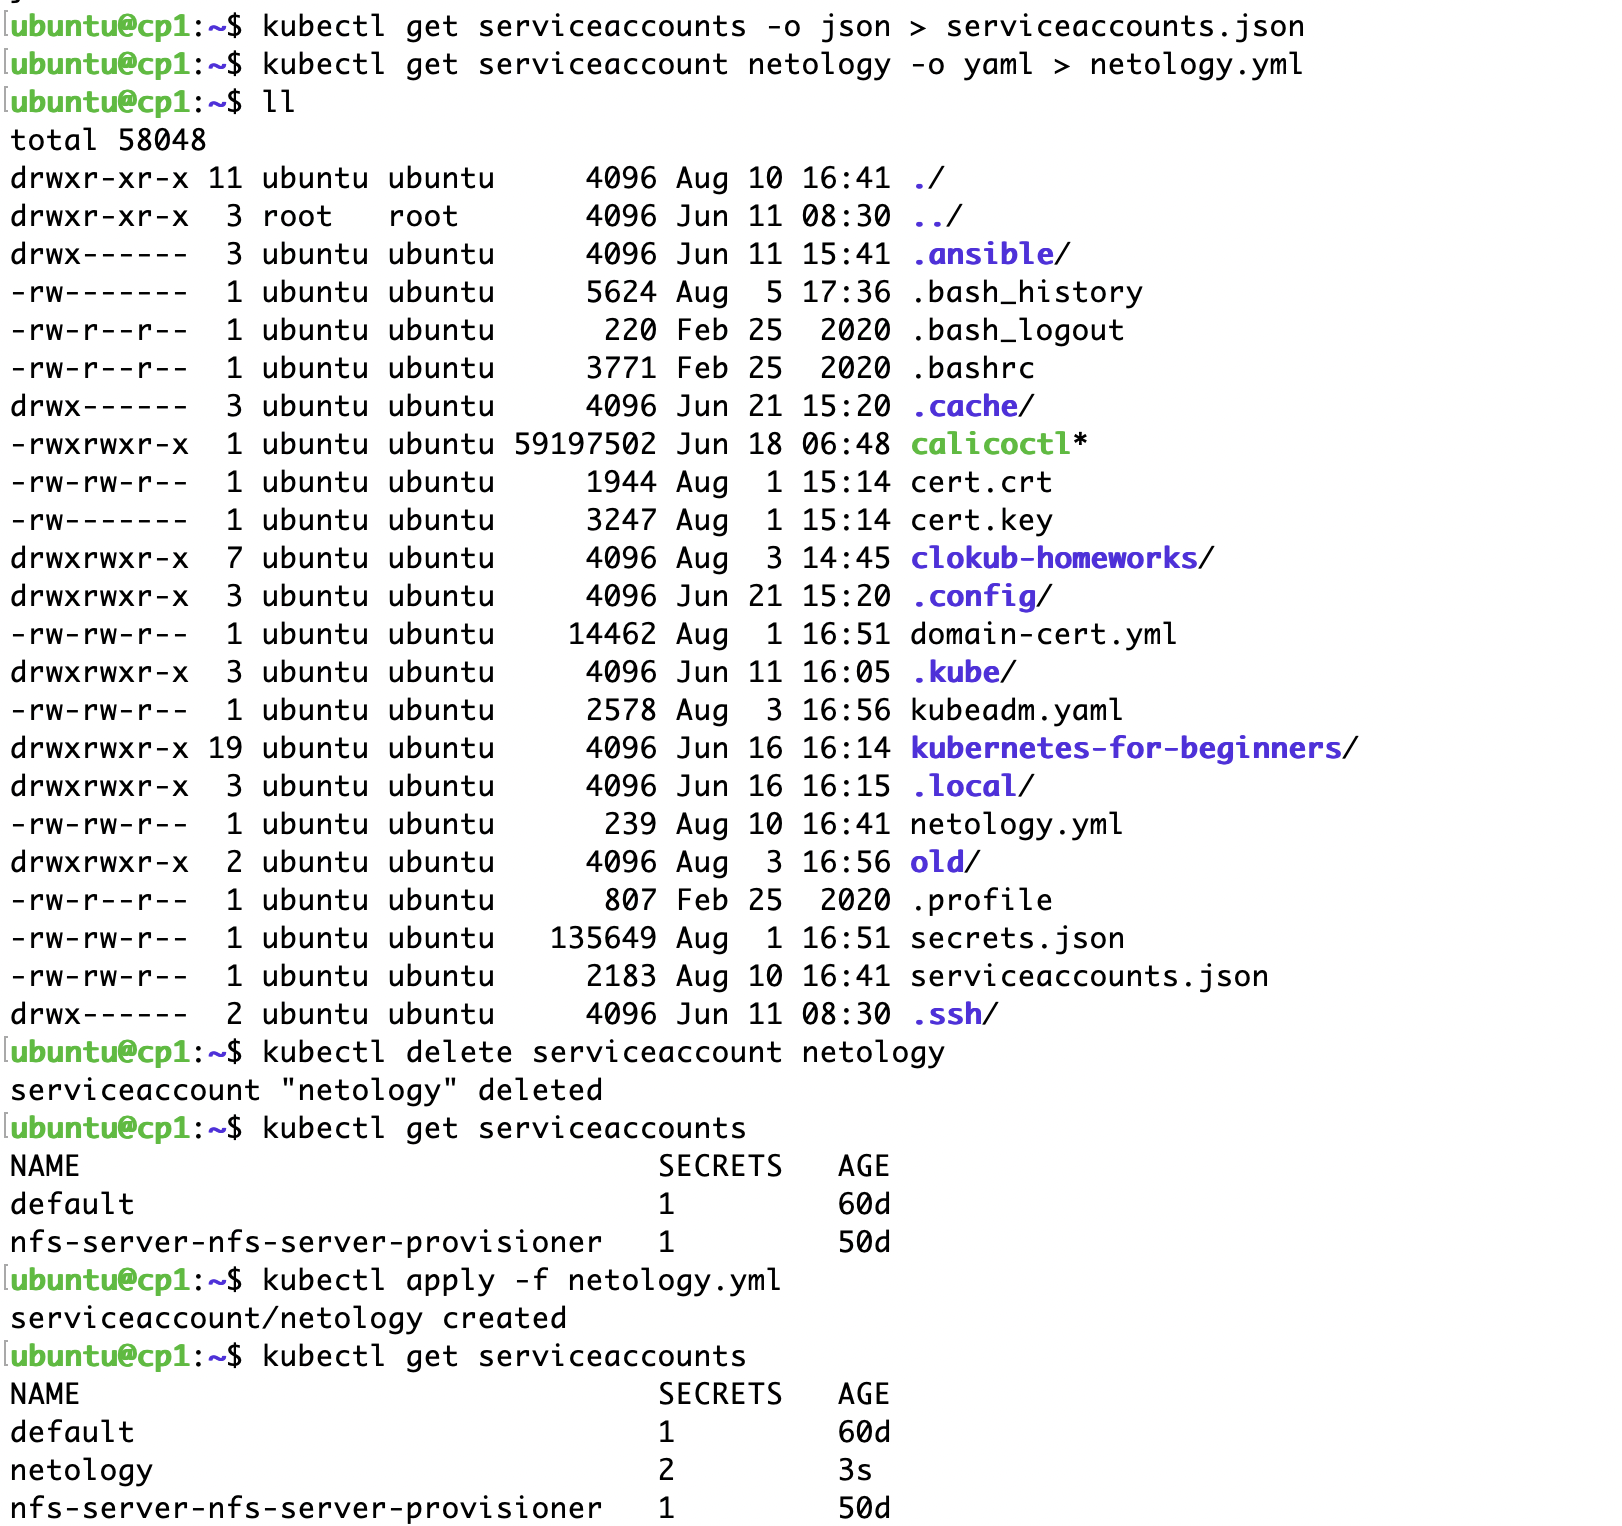 ubuntu@cp1:~$ kubectl get serviceaccounts -o json > serviceaccounts.json
ubuntu@cp1:~$ kubectl get serviceaccount netology -o yaml > netology.yml
ubuntu@cp1:~$ ll
total 58048
drwxr-xr-x 11 ubuntu ubuntu     4096 Aug 10 16:41 ./
drwxr-xr-x  3 root   root       4096 Jun 11 08:30 ../
drwx------  3 ubuntu ubuntu     4096 Jun 11 15:41 .ansible/
-rw-------  1 ubuntu ubuntu     5624 Aug  5 17:36 .bash_history
-rw-r--r--  1 ubuntu ubuntu      220 Feb 25  2020 .bash_logout
-rw-r--r--  1 ubuntu ubuntu     3771 Feb 25  2020 .bashrc
drwx------  3 ubuntu ubuntu     4096 Jun 21 15:20 .cache/
-rwxrwxr-x  1 ubuntu ubuntu 59197502 Jun 18 06:48 calicoctl*
-rw-rw-r--  1 ubuntu ubuntu     1944 Aug  1 15:14 cert.crt
-rw-------  1 ubuntu ubuntu     3247 Aug  1 15:14 cert.key
drwxrwxr-x  7 ubuntu ubuntu     4096 Aug  3 14:45 clokub-homeworks/
drwxrwxr-x  3 ubuntu ubuntu     4096 Jun 21 15:20 .config/
-rw-rw-r--  1 ubuntu ubuntu    14462 Aug  1 16:51 domain-cert.yml
drwxrwxr-x  3 ubuntu ubuntu     4096 Jun 11 16:05 .kube/
-rw-rw-r--  1 ubuntu ubuntu     2578 Aug  3 16:56 kubeadm.yaml
drwxrwxr-x 19 ubuntu ubuntu     4096 Jun 16 16:14 kubernetes-for-beginners/
drwxrwxr-x  3 ubuntu ubuntu     4096 Jun 16 16:15 .local/
-rw-rw-r--  1 ubuntu ubuntu      239 Aug 10 16:41 netology.yml
drwxrwxr-x  2 ubuntu ubuntu     4096 Aug  3 16:56 old/
-rw-r--r--  1 ubuntu ubuntu      807 Feb 25  2020 .profile
-rw-rw-r--  1 ubuntu ubuntu   135649 Aug  1 16:51 secrets.json
-rw-rw-r--  1 ubuntu ubuntu     2183 Aug 10 16:41 serviceaccounts.json
drwx------  2 ubuntu ubuntu     4096 Jun 11 08:30 .ssh/
ubuntu@cp1:~$ kubectl delete serviceaccount netology
serviceaccount "netology" deleted
ubuntu@cp1:~$ kubectl get serviceaccounts
NAME                                SECRETS   AGE
default                             1         60d
nfs-server-nfs-server-provisioner   1         50d
ubuntu@cp1:~$ kubectl apply -f netology.yml
serviceaccount/netology created
ubuntu@cp1:~$ kubectl get serviceaccounts
NAME                                SECRETS   AGE
default                             1         60d
netology                            2         3s
nfs-server-nfs-server-provisioner   1         50d